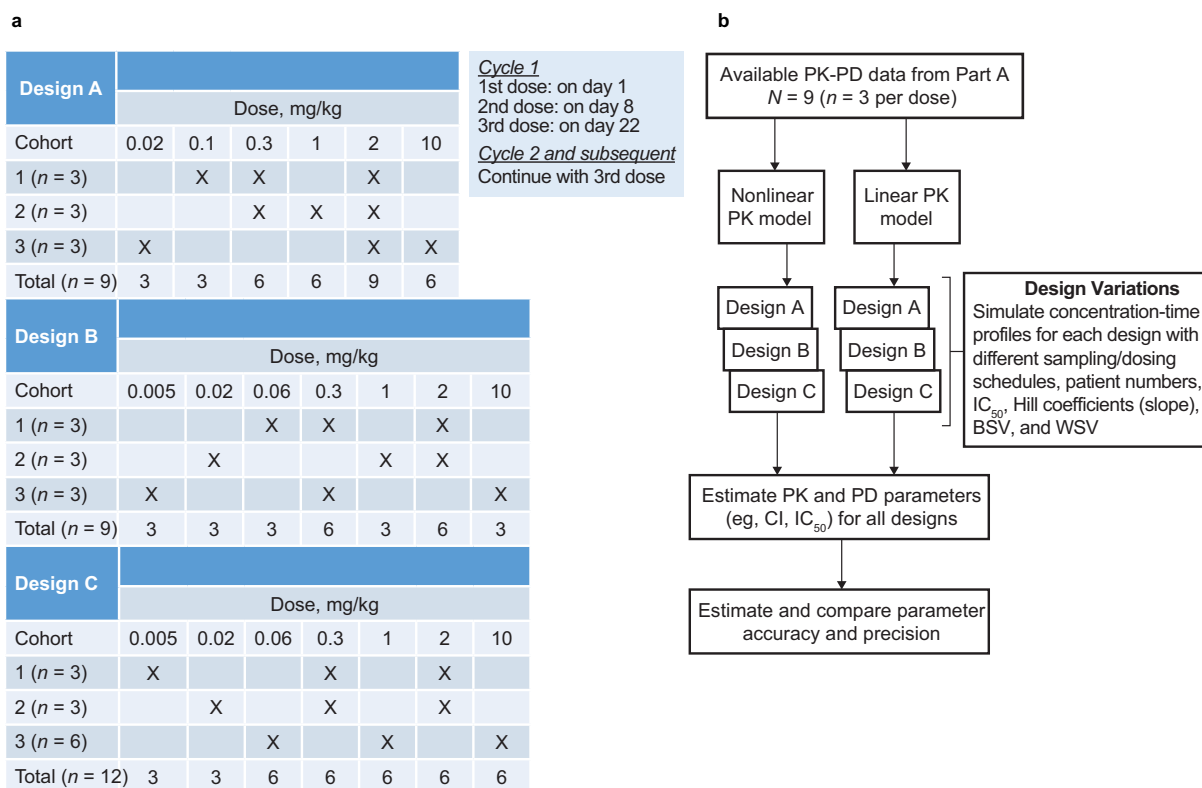 a
Design A
Dose, mg/kg
Cohort 0.02 0.1 0.3 1 2 10
1 (n = 3) X X X
2 (n = 3) X X X
3 (n = 3) X X X
Total (n = 9) 3 3 6 6 9 6
Cycle 1
1st dose: on day 1
2nd dose: on day 8
3rd dose: on day 22
Cycle 2 and subsequent
Continue with 3rd dose
Design B
Dose, mg/kg
Cohort 0.005 0.02 0.06 0.3 1 2 10
1 (n = 3) X X X
2 (n = 3) X X X
3 (n = 3) X X X
Total (n = 9) 3 3 3 6 3 6 3
Design C
Dose, mg/kg
Cohort 0.005 0.02 0.06 0.3 1 2 10
1 (n = 3) X X X
2 (n = 3) X X X
3 (n = 6) X X X
Total (n = 12) 3 3 6 6 6 6 6
b
Available PK-PD data from Part A
N = 9 (n = 3 per dose)
Nonlinear
PK model
Linear PK
model
Design A
Design B
Design C
Design A
Design B
Design C
Design Variations
Simulate concentration-time
profiles for each design with
different sampling/dosing
schedules, patient numbers,
IC50, Hill coefficients (slope),
BSV, and WSV
Estimate PK and PD parameters
(eg, CI, IC50) for all designs
Estimate and compare parameter
accuracy and precision